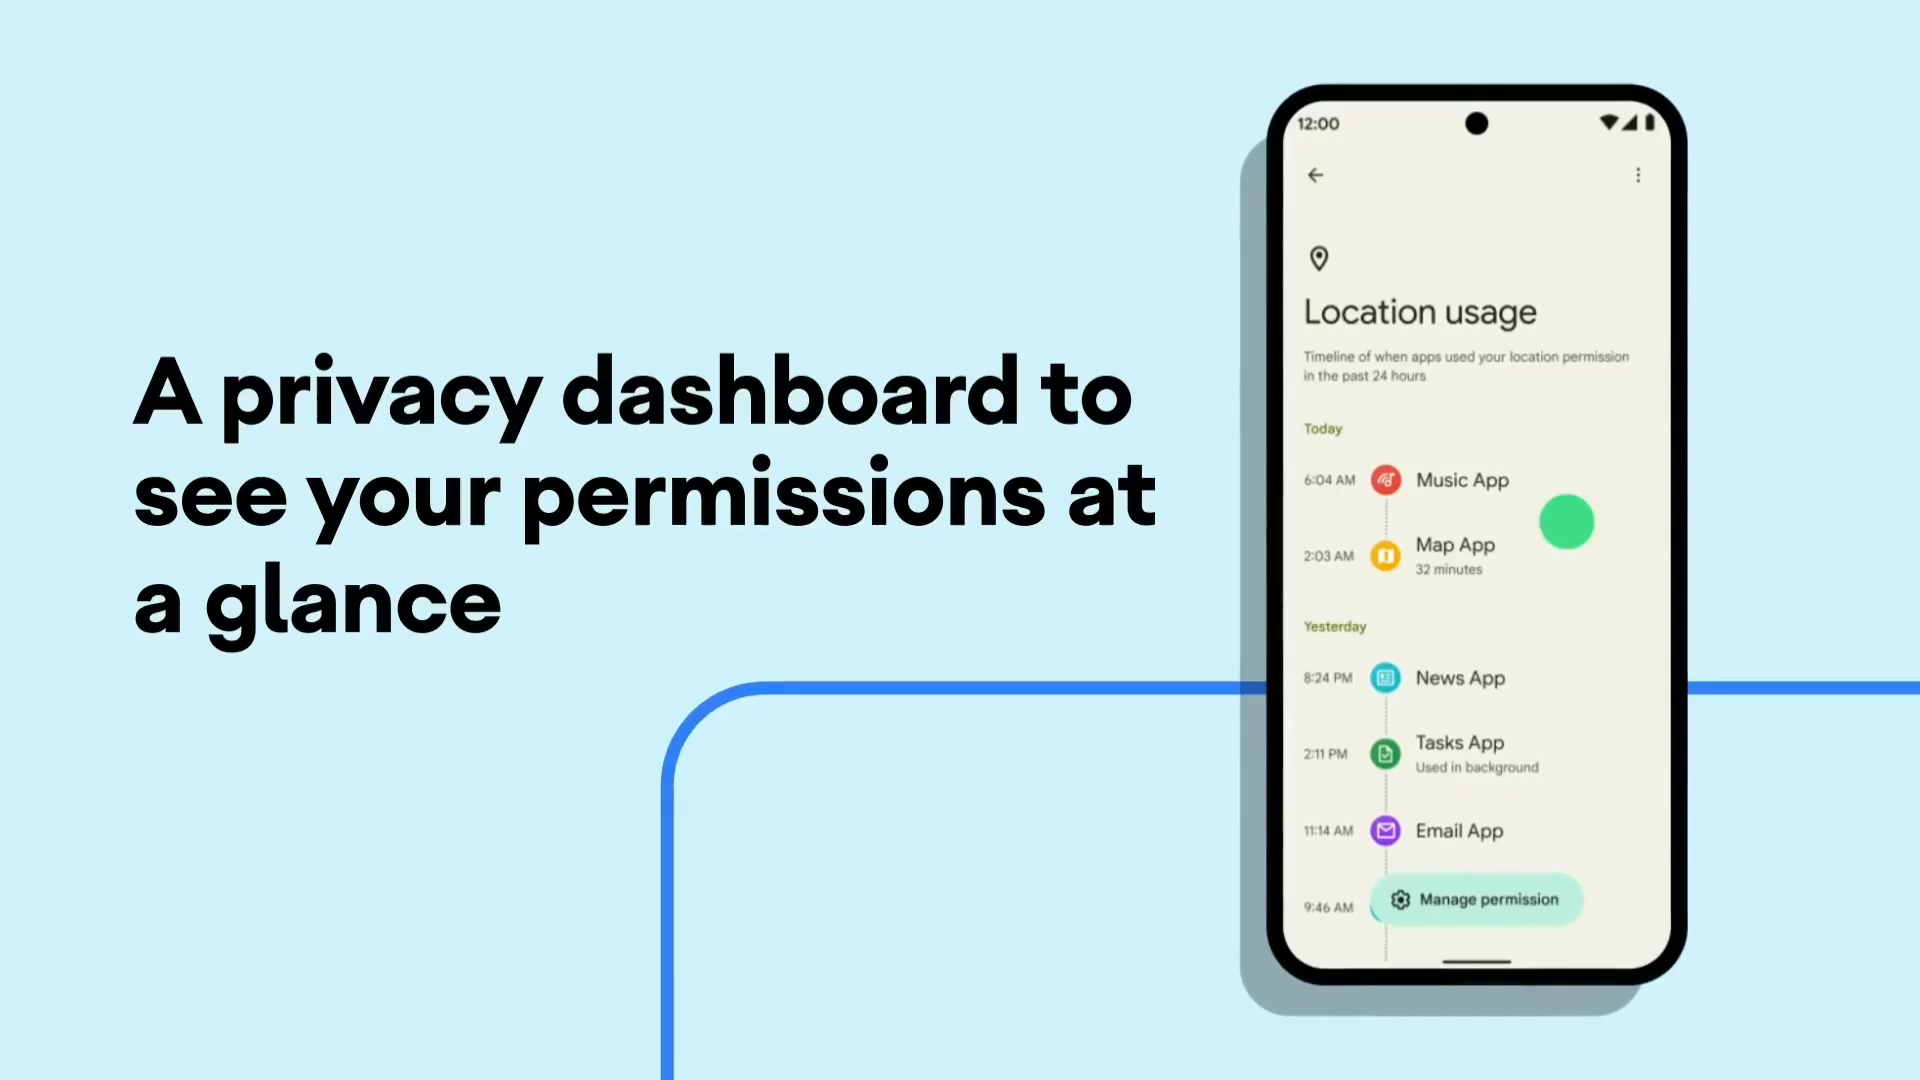 A privacy dashboard to
see your permissions at
a glance
12:00
Location usage
Timeline of when apps used your location permission
in the past 24 hours
Today
6:04 AM Music App
2:03 AM Map App
32 minutes
Yesterday
8:24 PM News App
2:11 PM Tasks App
Used in background
11:14 AM Email App
9:46 AM Manage permission